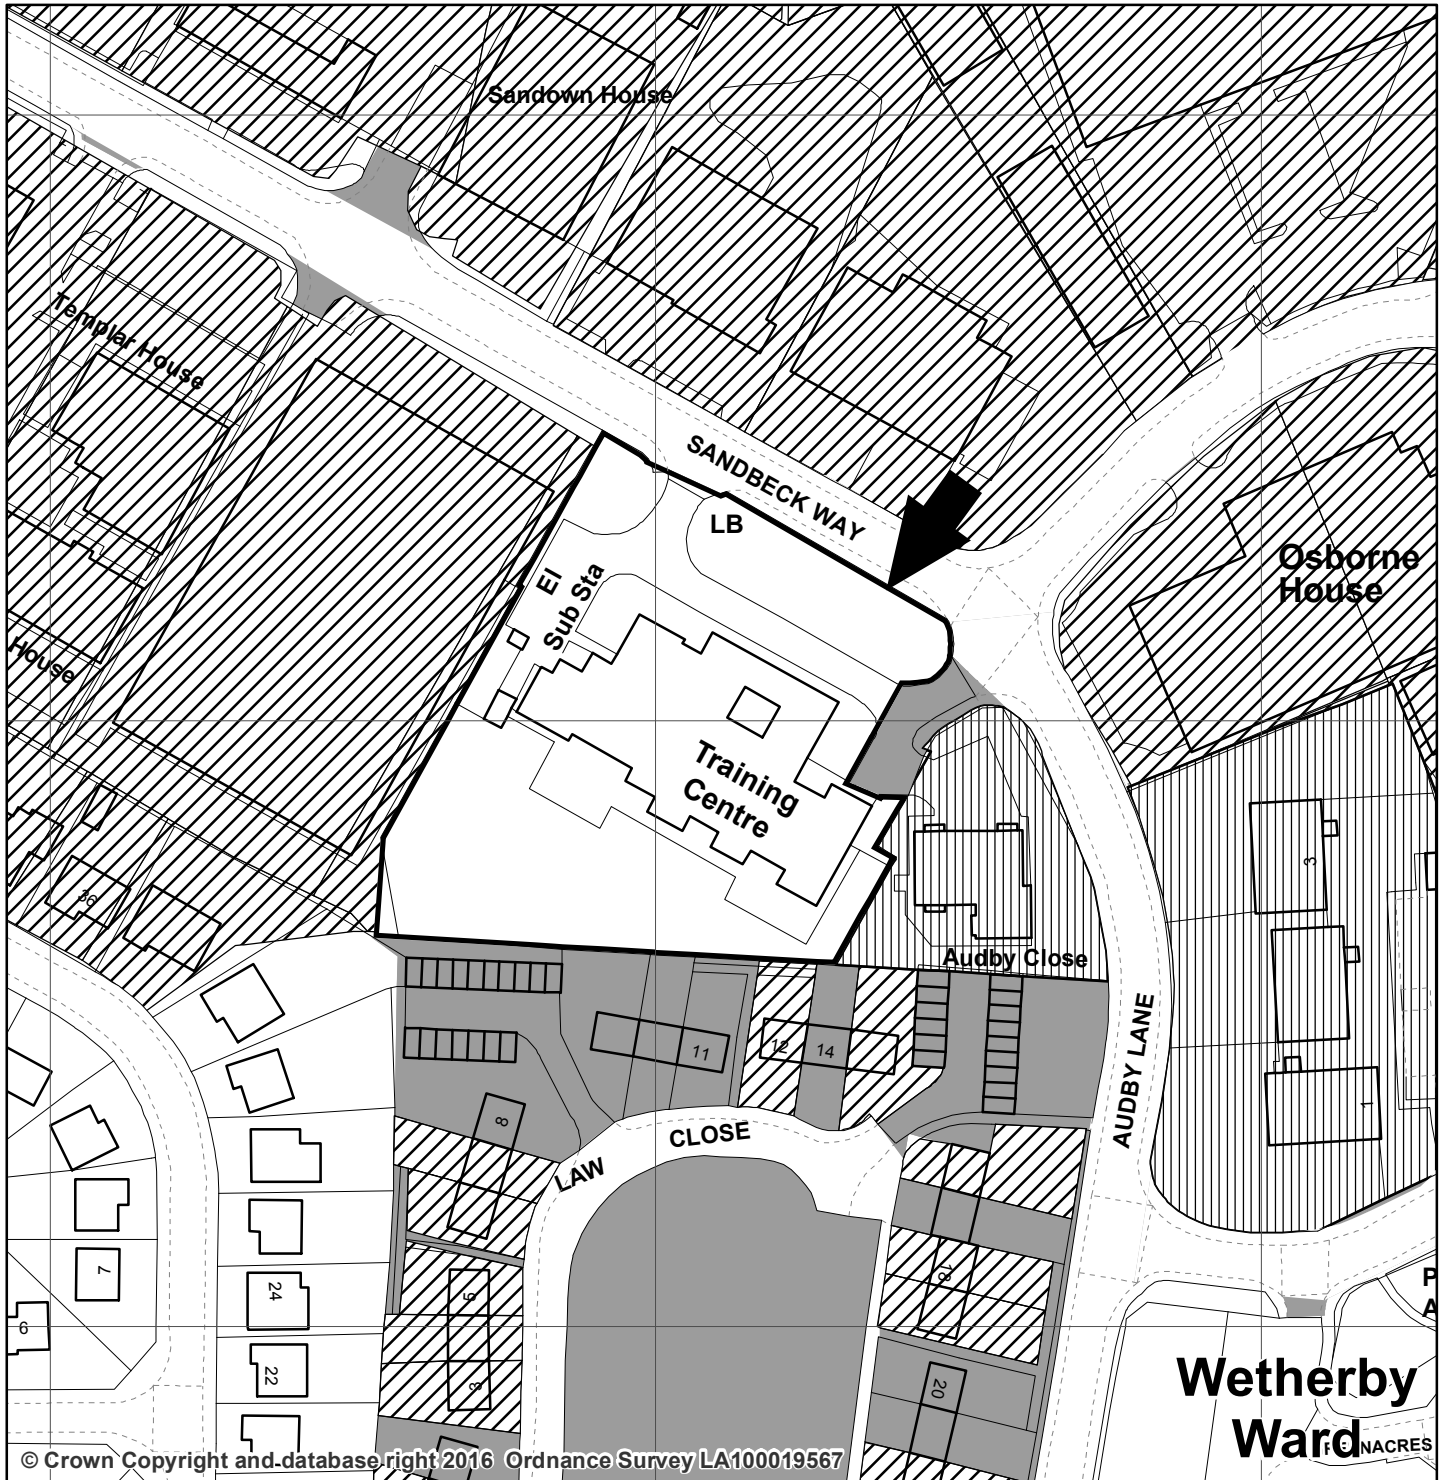 Sandown House
Templar House
SANDBECK WAY
LB
Osborne
House
El
Sub Sta
House
Training
Centre
36
3
Audby Close
11
12
14
8
1
AUDBY LANE
CLOSE
LAW
7
24
5
18
6
22
3
20
Wetherby
Ward
NACRES
© Crown Copyright and database right 2016 Ordnance Survey LA100019567